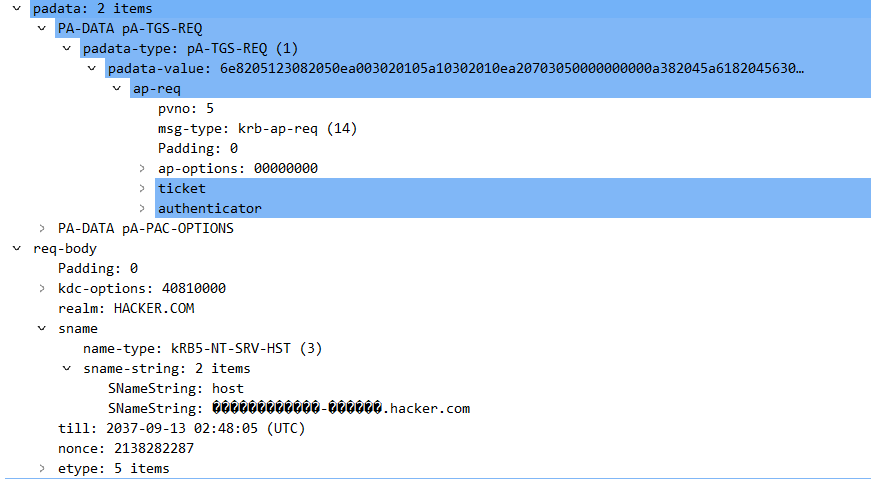 padata: 2 items
PA-DATA pA-TGS-REQ
padata-type: pA-TGS-REQ (1)
padata-value: 6e8205123082050ea003020105a10302010ea20703050000000000a382045a6182045630…
ap-req
pvno: 5
msg-type: krb-ap-req (14)
Padding: 0
ap-options: 00000000
ticket
authenticator
PA-DATA pA-PAC-OPTIONS
req-body
Padding: 0
kdc-options: 40810000
realm: HACKER.COM
sname
name-type: kRB5-NT-SRV-HST (3)
sname-string: 2 items
SNameString: host
SNameString: ������������-������.hacker.com
till: 2037-09-13 02:48:05 (UTC)
nonce: 2138282287
etype: 5 items